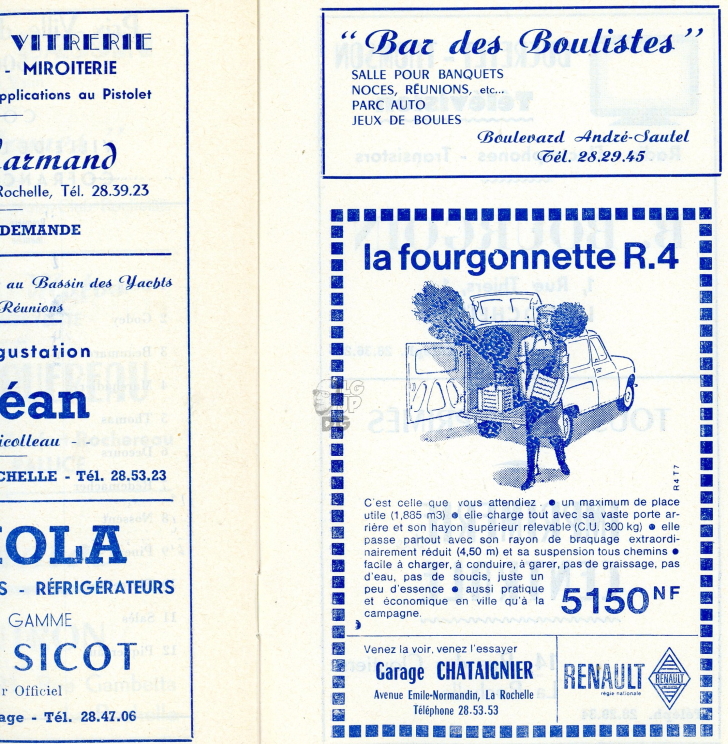 VITRERIE
- MIROITERIE
applications au Pistolet
armand
Rochelle, Tél. 28.39.23
DEMANDE
au Bassin des Yachts
Réunions
gustation
éan
icolleau
CHELLE - Tél. 28.53.23
OLA
S - RÉFRIGÉRATEURS
GAMME
SICOT
r Officiel
age - Tél. 28.47.06
“Bar des Boulistes”
SALLE POUR BANQUETS
NOCES, RÉUNIONS, etc...
PARC AUTO
JEUX DE BOULES
Boulevard André-Sautel
Tél. 28.29.45
la fourgonnette R.4
R4 T7
C'est celle que vous attendiez . ● un maximum de place
utile (1,885 m3) ● elle charge tout avec sa vaste porte ar-
rière et son hayon supérieur relevable (C.U. 300 kg) ● elle
passe partout avec son rayon de braquage extraordi-
nairement réduit (4,50 m) et sa suspension tous chemins ●
facile à charger, à conduire, à garer, pas de graissage, pas
d'eau, pas de soucis, juste un
peu d'essence ● aussi pratique
et économique en ville qu'à la
campagne.
5150 NF
Venez la voir, venez l'essayer
Garage CHATAIGNIER
Avenue Emile-Normandin, La Rochelle
Téléphone 28.53.53
RENAULT
régie nationale
RENAULT